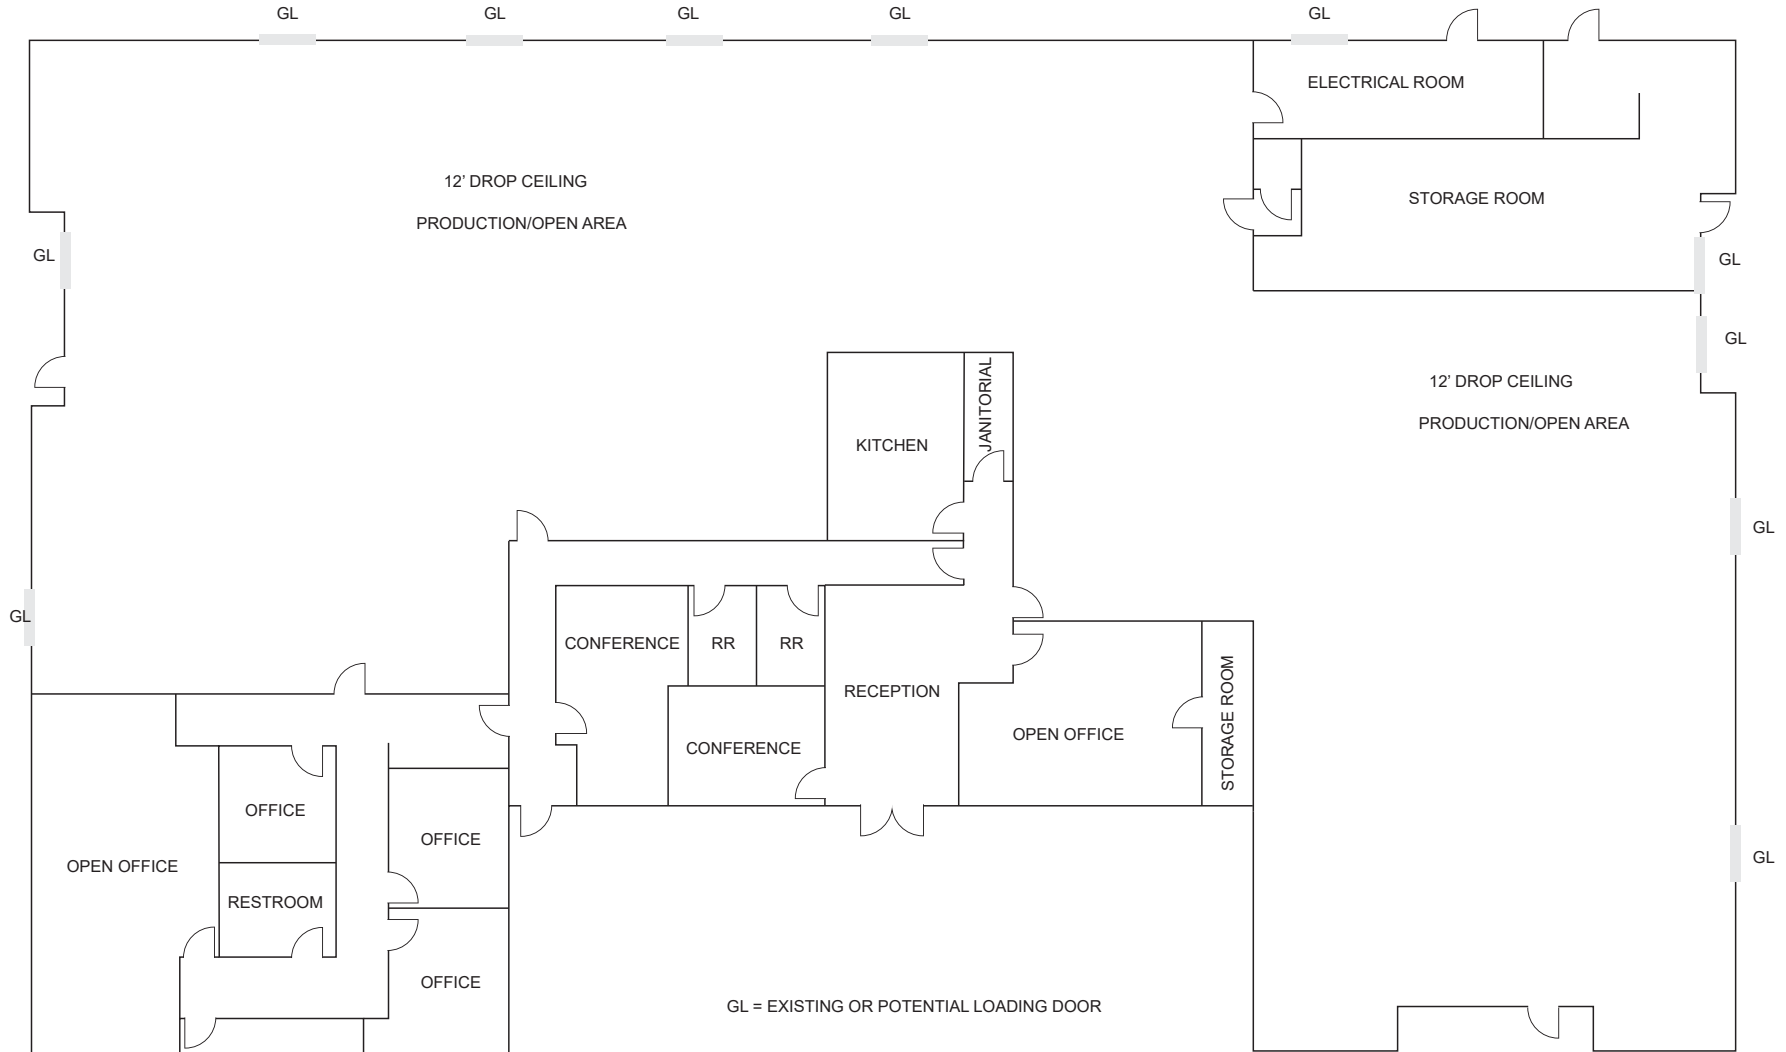 GL
GL
GL
GL
GL
ELECTRICAL ROOM
12’ DROP CEILING
PRODUCTION/OPEN AREA
STORAGE ROOM
GL
GL
GL
12’ DROP CEILING
PRODUCTION/OPEN AREA
JANITORIAL
KITCHEN
GL
GL
CONFERENCE
RR
RR
RECEPTION
STORAGE ROOM
OPEN OFFICE
CONFERENCE
OFFICE
OFFICE
OPEN OFFICE
GL
RESTROOM
OFFICE
GL = EXISTING OR POTENTIAL LOADING DOOR